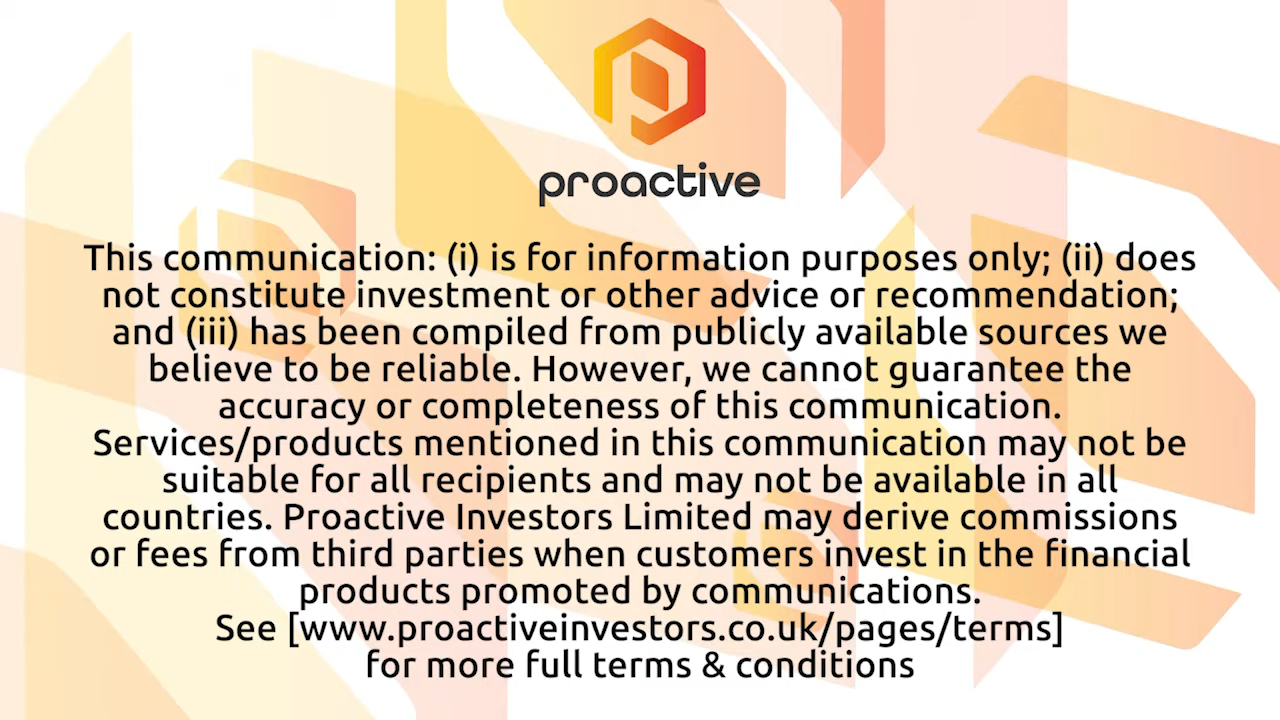 proactive
This communication: (i) is for information purposes only; (ii) does
not constitute investment or other advice or recommendation;
and (iii) has been compiled from publicly available sources we
believe to be reliable. However, we cannot guarantee the
accuracy or completeness of this communication.
Services/products mentioned in this communication may not be
suitable for all recipients and may not be available in all
countries. Proactive Investors Limited may derive commissions
or fees from third parties when customers invest in the financial
products promoted by communications.
See [www.proactiveinvestors.co.uk/pages/terms]
for more full terms & conditions